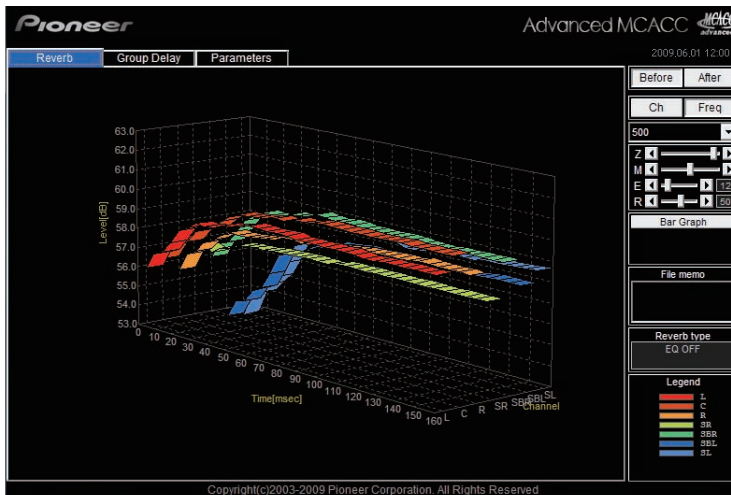 Pioneer
Advanced MCACC MCACC advanced
2009.06.01 12:00
Reverb Group Delay Parameters
Before After
Ch Freq
500
Z
M
E 12
R 50
Bar Graph
File memo
Reverb type
EQ OFF
Legend
L
C
R
SR
SBR
SBL
SL
Level[dB]
63.0
62.0
61.0
60.0
59.0
58.0
57.0
56.0
55.0
54.0
53.0
0 10 20 30 40 50 60 70 80 90 100 110 120 130 140 150 160
Time[msec]
L C R SR SBR SBL SL
Channel
Copyright(c)2003-2009 Pioneer Corporation. All Rights Reserved